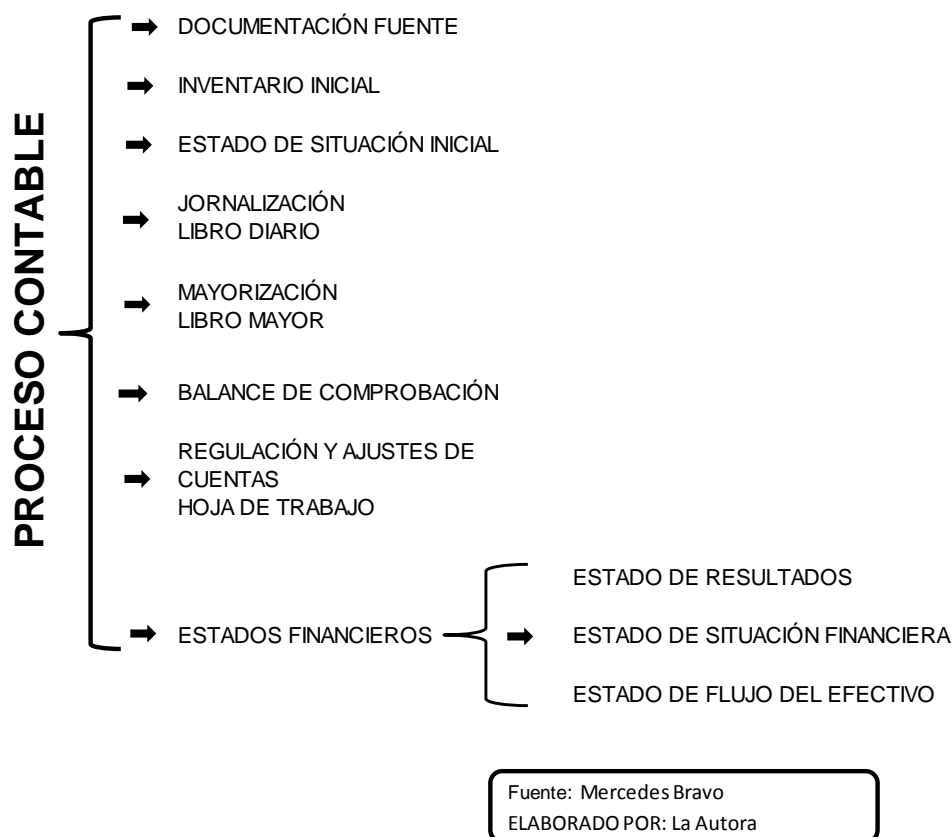 PROCESO CONTABLE
DOCUMENTACIÓN FUENTE
INVENTARIO INICIAL
ESTADO DE SITUACIÓN INICIAL
JORNALIZACIÓN
LIBRO DIARIO
MAYORIZACIÓN
LIBRO MAYOR
BALANCE DE COMPROBACIÓN
REGULACIÓN Y AJUSTES DE
CUENTAS
HOJA DE TRABAJO
ESTADOS FINANCIEROS
ESTADO DE RESULTADOS
ESTADO DE SITUACIÓN FINANCIERA
ESTADO DE FLUJO DEL EFECTIVO
Fuente: Mercedes Bravo
ELABORADO POR: La Autora